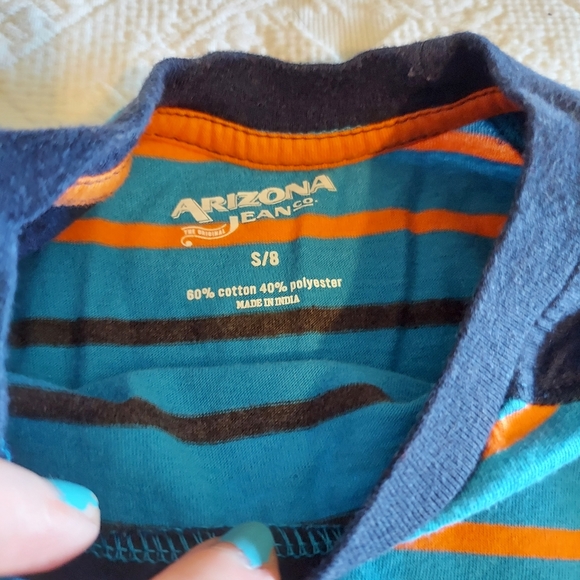 ARIZONA
JEAN CO.
THE ORIGINAL
S/8
60% cotton 40% polyester
MADE IN INDIA